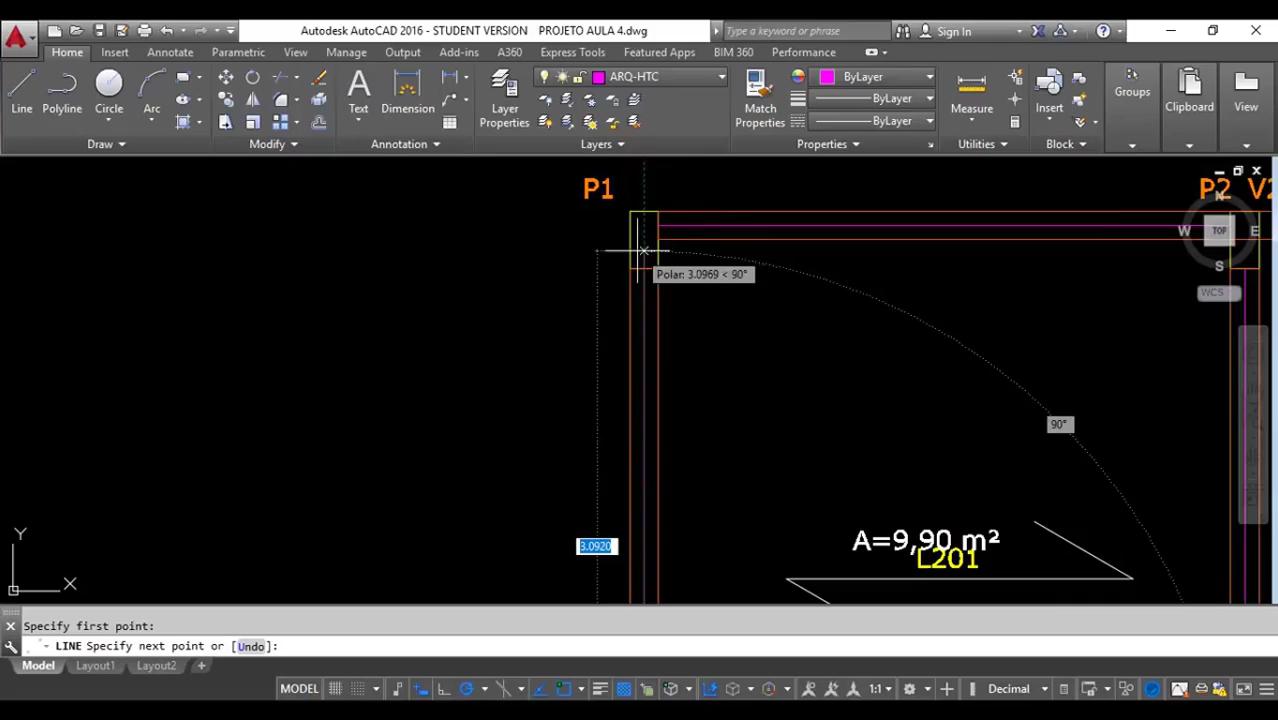 Autodesk AutoCAD 2016 - STUDENT VERSION PROJETO AULA 4.dwg
Type a keyword or phrase
Sign In
Home Insert Annotate Parametric View Manage Output Add-ins A360 Express Tools Featured Apps BIM 360 Performance
ARQ-HTC
ByLayer
ByLayer
ByLayer
Line Polyline Circle Arc
Text Dimension
Layer Properties
Match Properties
Measure
Insert
Groups
Clipboard
View
Draw Modify Annotation Layers Properties Utilities Block
P1
P2 V2
N
W TOP E
S
WCS
Polar: 3.0969 < 90°
90°
3.0920
A=9,90 m²
L201
Y
X
Specify first point:
LINE Specify next point or [Undo]:
Model Layout1 Layout2 +
MODEL 1:1 Decimal